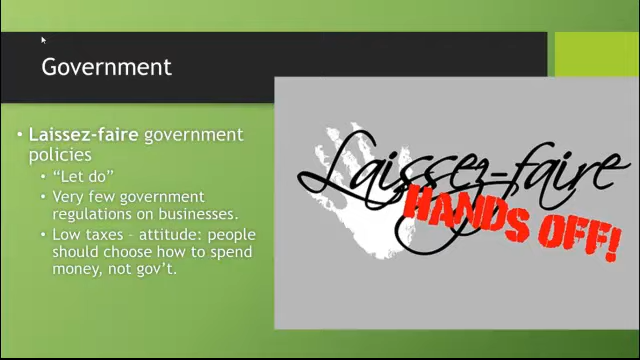 Government
• Laissez-faire government
policies
• “Let do”
• Very few government
regulations on businesses.
• Low taxes – attitude: people
should choose how to spend
money, not gov’t.
Laissez-faire
HANDS OFF!